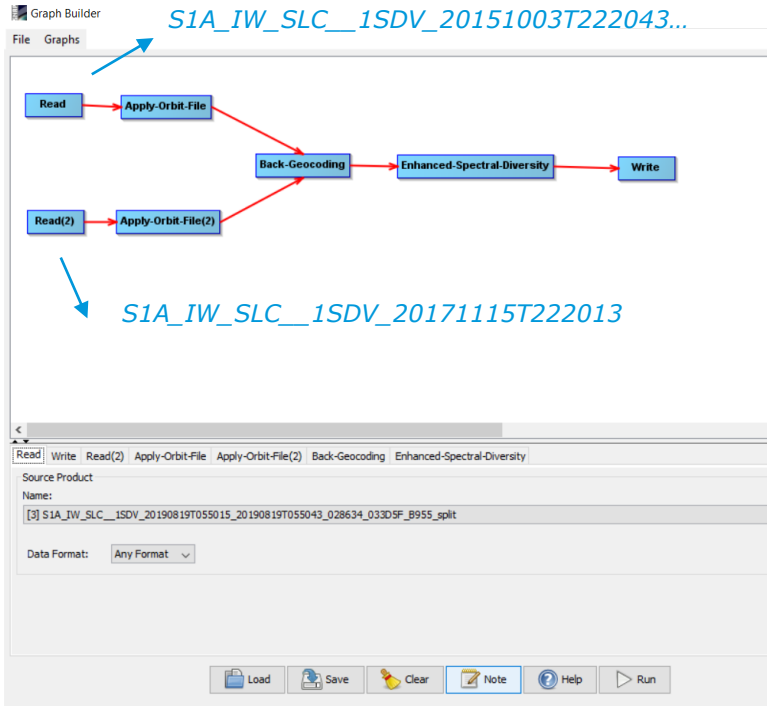 Graph Builder
S1A_IW_SLC__1SDV_20151003T222043…
File Graphs
Read
Apply-Orbit-File
Back-Geocoding
Enhanced-Spectral-Diversity
Write
Read(2)
Apply-Orbit-File(2)
S1A_IW_SLC__1SDV_20171115T222013
Read Write Read(2) Apply-Orbit-File Apply-Orbit-File(2) Back-Geocoding Enhanced-Spectral-Diversity
Source Product
Name:
[3] S1A_IW_SLC__1SDV_20190819T055015_20190819T055043_028634_033D5F_B955_split
Data Format: Any Format
Load Save Clear Note Help Run